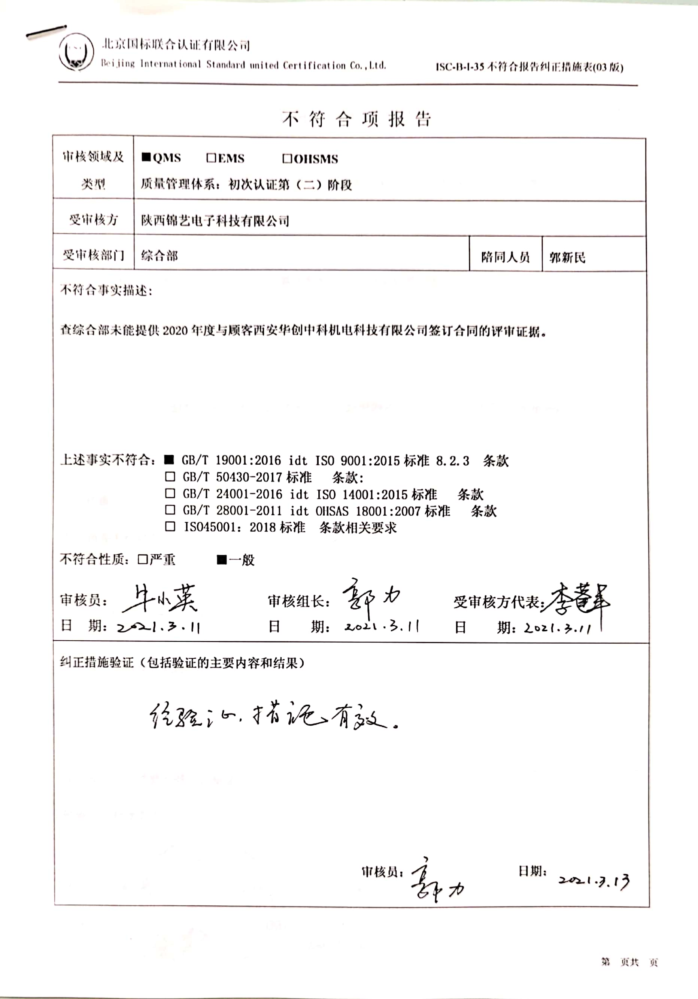 北京国标联合认证有限公司
Beijing International Standard united Certification Co.,Ltd.
ISC-B-I-35 不符合报告纠正措施表(03 版)
不符合项报告
审核领域及类型
■QMS □EMS □OHSMS
质量管理体系：初次认证第（二）阶段
受审核方 陕西锦艺电子科技有限公司
受审核部门 综合部 陪同人员 郭新民
不符合事实描述：
查综合部未能提供 2020 年度与顾客西安华创中科机电科技有限公司签订合同的评审证据。
上述事实不符合：■ GB/T 19001:2016 idt ISO 9001:2015 标准 8.2.3 条款
□ GB/T 50430-2017 标准 条款：
□ GB/T 24001-2016 idt ISO 14001:2015 标准 条款
□ GB/T 28001-2011 idt OHSAS 18001:2007 标准 条款
□ ISO45001：2018 标准 条款相关要求
不符合性质：□严重 ■一般
审核员：牛小英 审核组长：郭力 受审核方代表：李
日 期：2021.3.11 日 期：2021.3.11 日 期：2021.3.11
纠正措施验证（包括验证的主要内容和结果）
经验证，措施有效。
审核员：郭力 日期：2021.3.13
第 页共 页